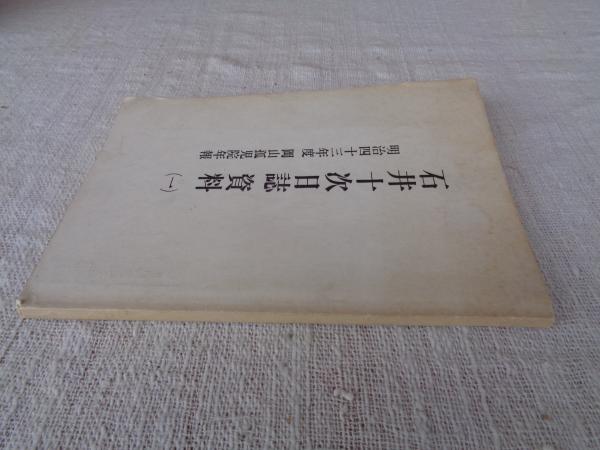 石井十次日誌資料(一)
明治四十三年度 岡山孤児院年報